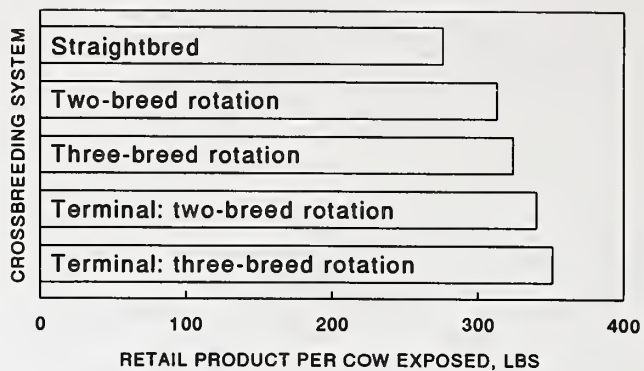 CROSSBREEDING SYSTEM
Straightbred
Two-breed rotation
Three-breed rotation
Terminal: two-breed rotation
Terminal: three-breed rotation
0 100 200 300 400
RETAIL PRODUCT PER COW EXPOSED, LBS